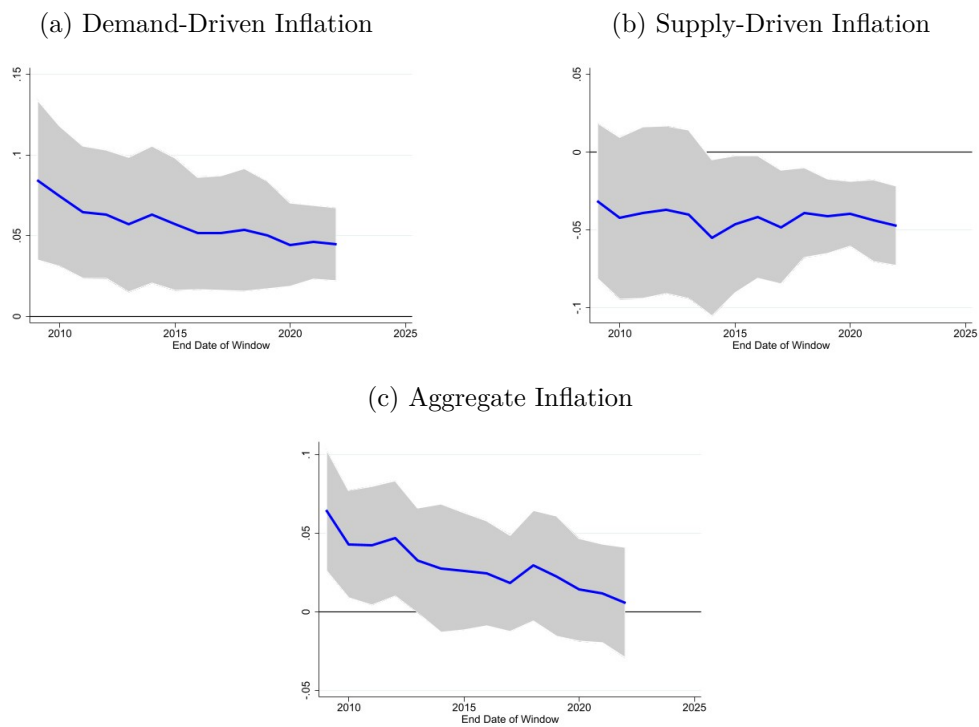 (a) Demand-Driven Inflation
.15
.1
.05
0
2010 2015 2020 2025
End Date of Window
(b) Supply-Driven Inflation
.05
0
-.05
-.1
2010 2015 2020 2025
End Date of Window
(c) Aggregate Inflation
.1
.05
0
-.05
2010 2015 2020 2025
End Date of Window